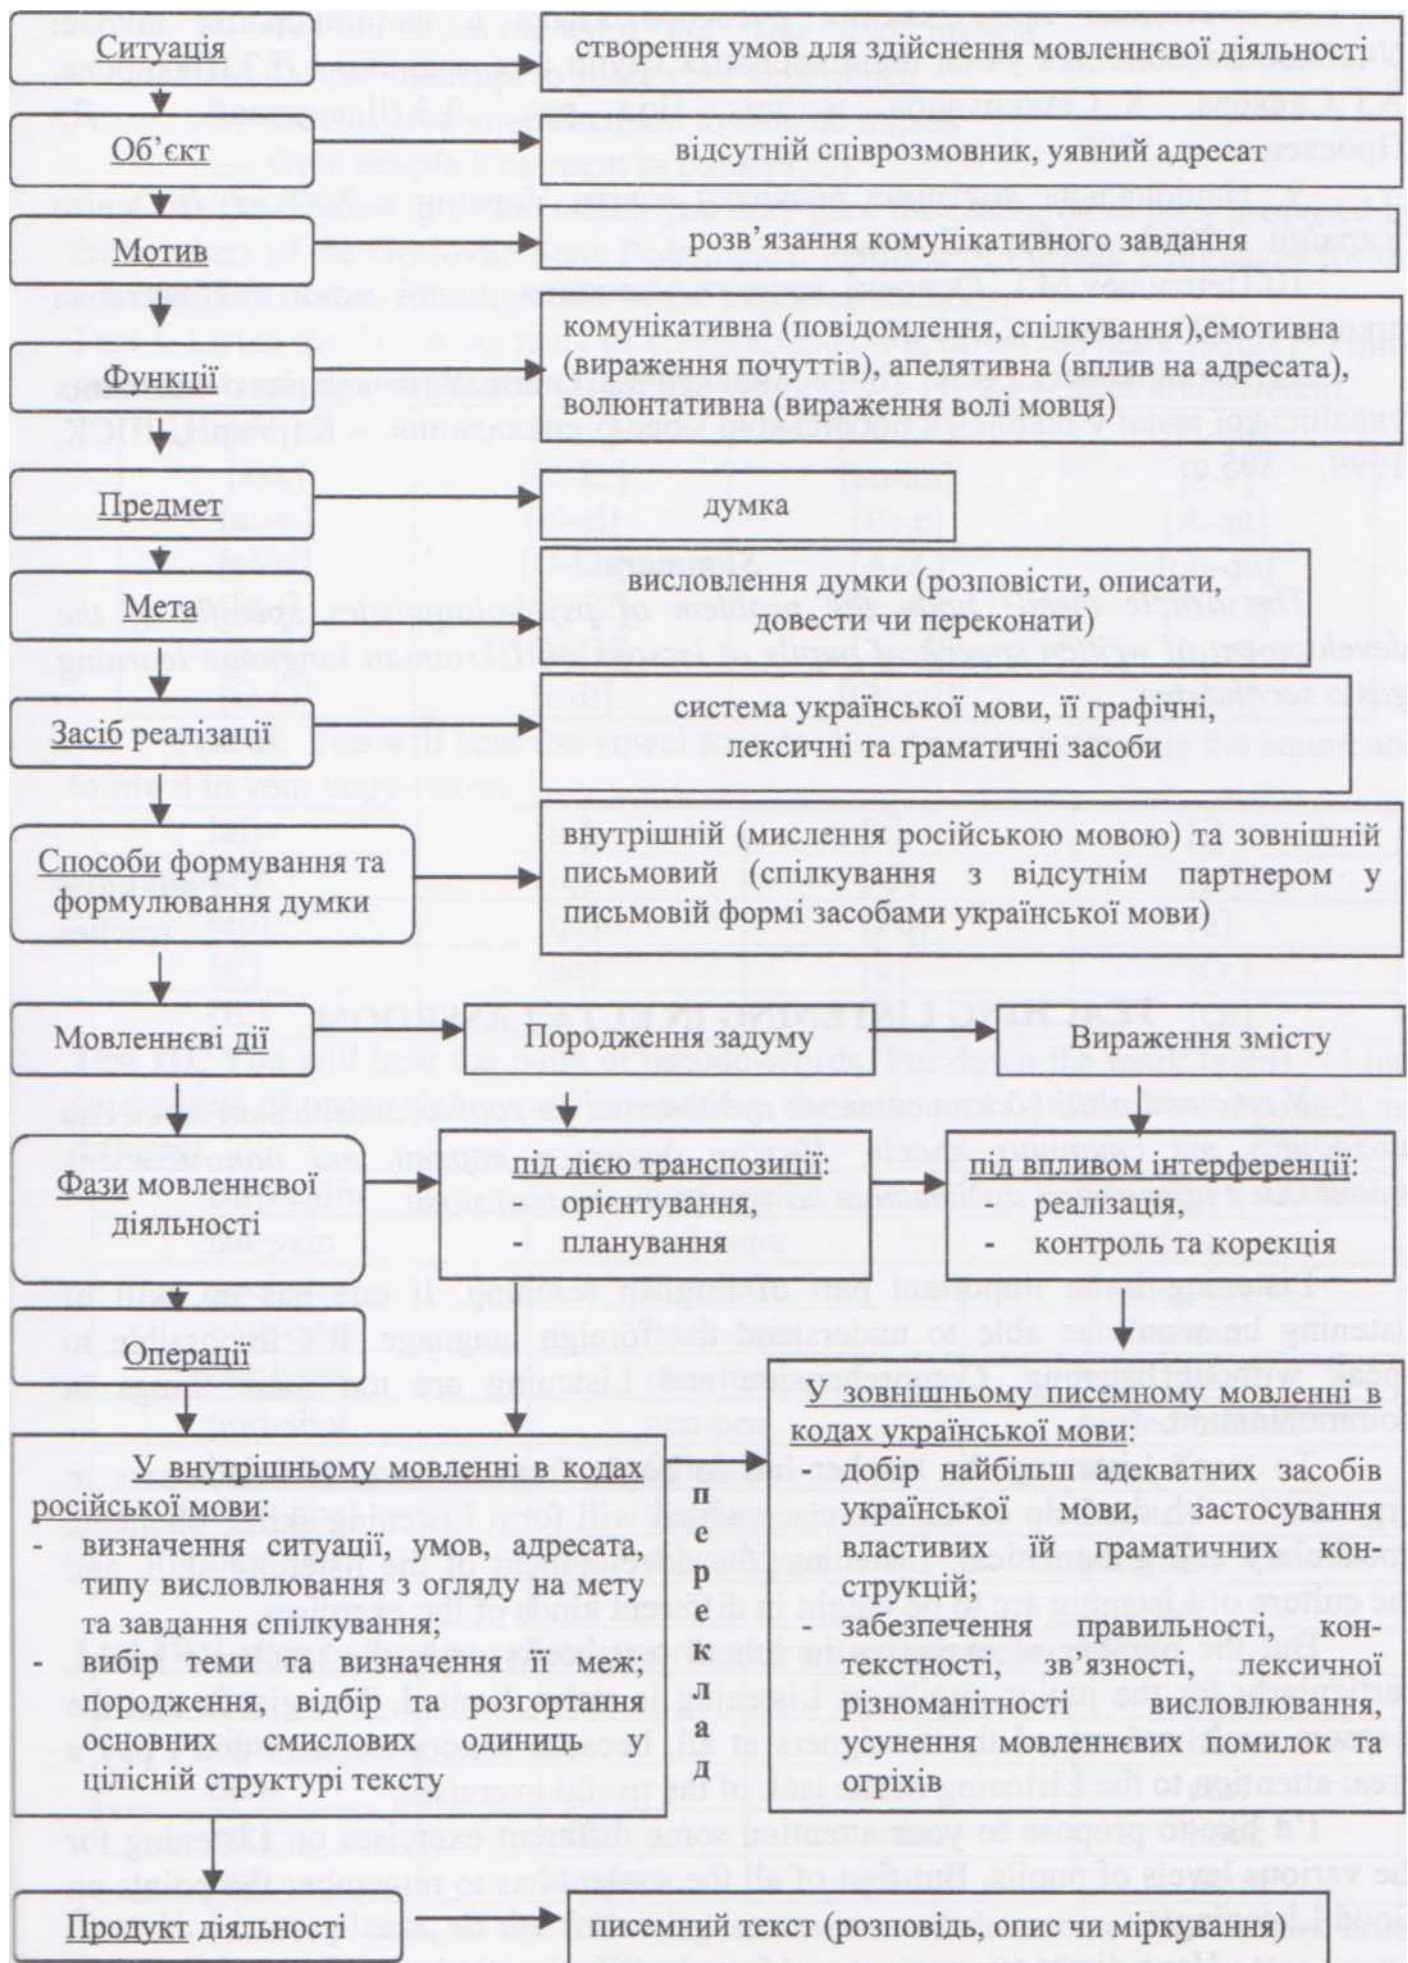 Ситуація
створення умов для здійснення мовленнєвої діяльності
Об’єкт
відсутній співрозмовник, уявний адресат
Мотив
розв’язання комунікативного завдання
Функції
комунікативна (повідомлення, спілкування),емотивна
(вираження почуттів), апелятивна (вплив на адресата),
волюнтативна (вираження волі мовця)
Предмет
думка
Мета
висловлення думки (розповісти, описати,
довести чи переконати)
Засіб реалізації
система української мови, її графічні,
лексичні та граматичні засоби
Способи формування та
формулювання думки
внутрішній (мислення російською мовою) та зовнішній
письмовий (спілкування з відсутнім партнером у
письмовій формі засобами української мови)
Мовленнєві дії
Породження задуму
Вираження змісту
Фази мовленнєвої
діяльності
під дією транспозиції:
- орієнтування,
- планування
під впливом інтерференції:
- реалізація,
- контроль та корекція
Операції
У внутрішньому мовленні в кодах
російської мови:
- визначення ситуації, умов, адресата,
типу висловлювання з огляду на мету
та завдання спілкування;
- вибір теми та визначення її меж;
породження, відбір та розгортання
основних смислових одиниць у
цілісній структурі тексту
п
е
р
е
к
л
а
д
У зовнішньому писемному мовленні в
кодах української мови:
- добір найбільш адекватних засобів
української мови, застосування
властивих їй граматичних кон-
струкцій;
- забезпечення правильності, кон-
текстності, зв’язності, лексичної
різноманітності висловлювання,
усунення мовленневих помилок та
огріхів
Продукт діяльності
писемний текст (розповідь, опис чи міркування)